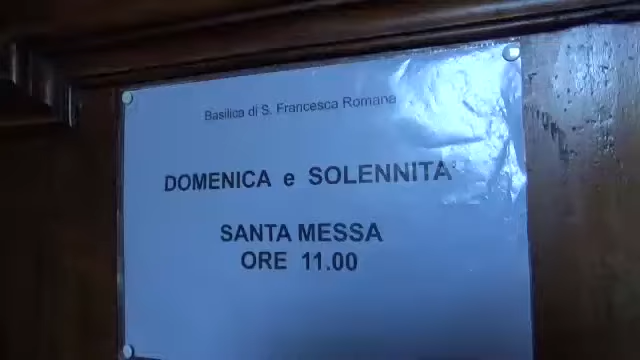 Basilica di S. Francesca Romana
DOMENICA e SOLENNITA'
SANTA MESSA
ORE 11.00